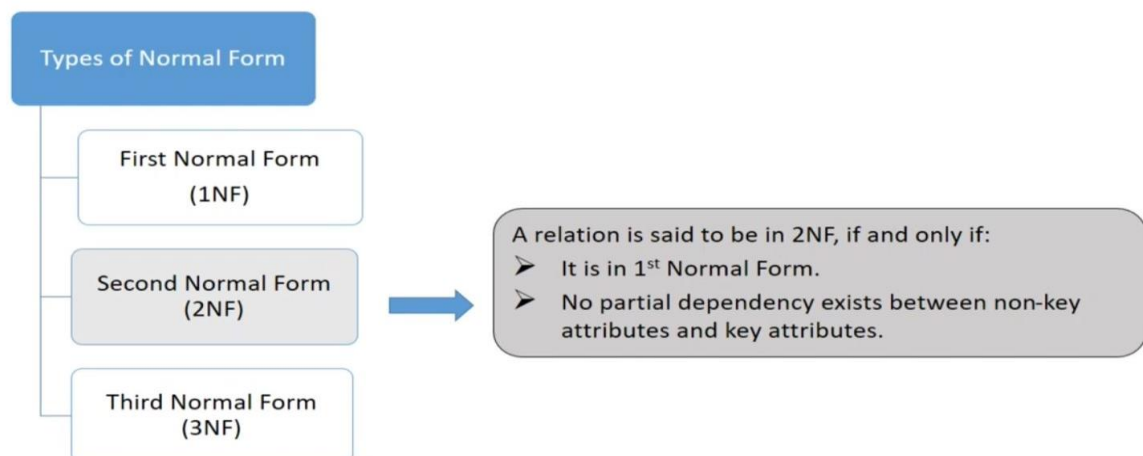 Types of Normal Form
First Normal Form
(1NF)
Second Normal Form
(2NF)
Third Normal Form
(3NF)
A relation is said to be in 2NF, if and only if:
➢ It is in 1st Normal Form.
➢ No partial dependency exists between non-key
attributes and key attributes.